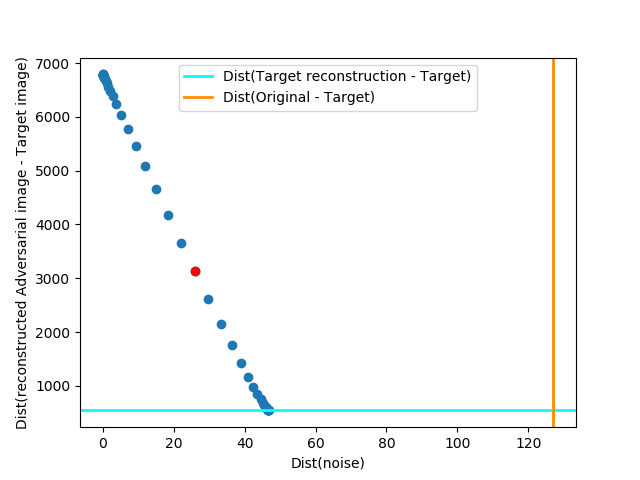 Dist(Target reconstruction - Target)
Dist(Original - Target)
Dist(reconstructed Adversarial image - Target image)
7000
6000
5000
4000
3000
2000
1000
0 20 40 60 80 100 120
Dist(noise)